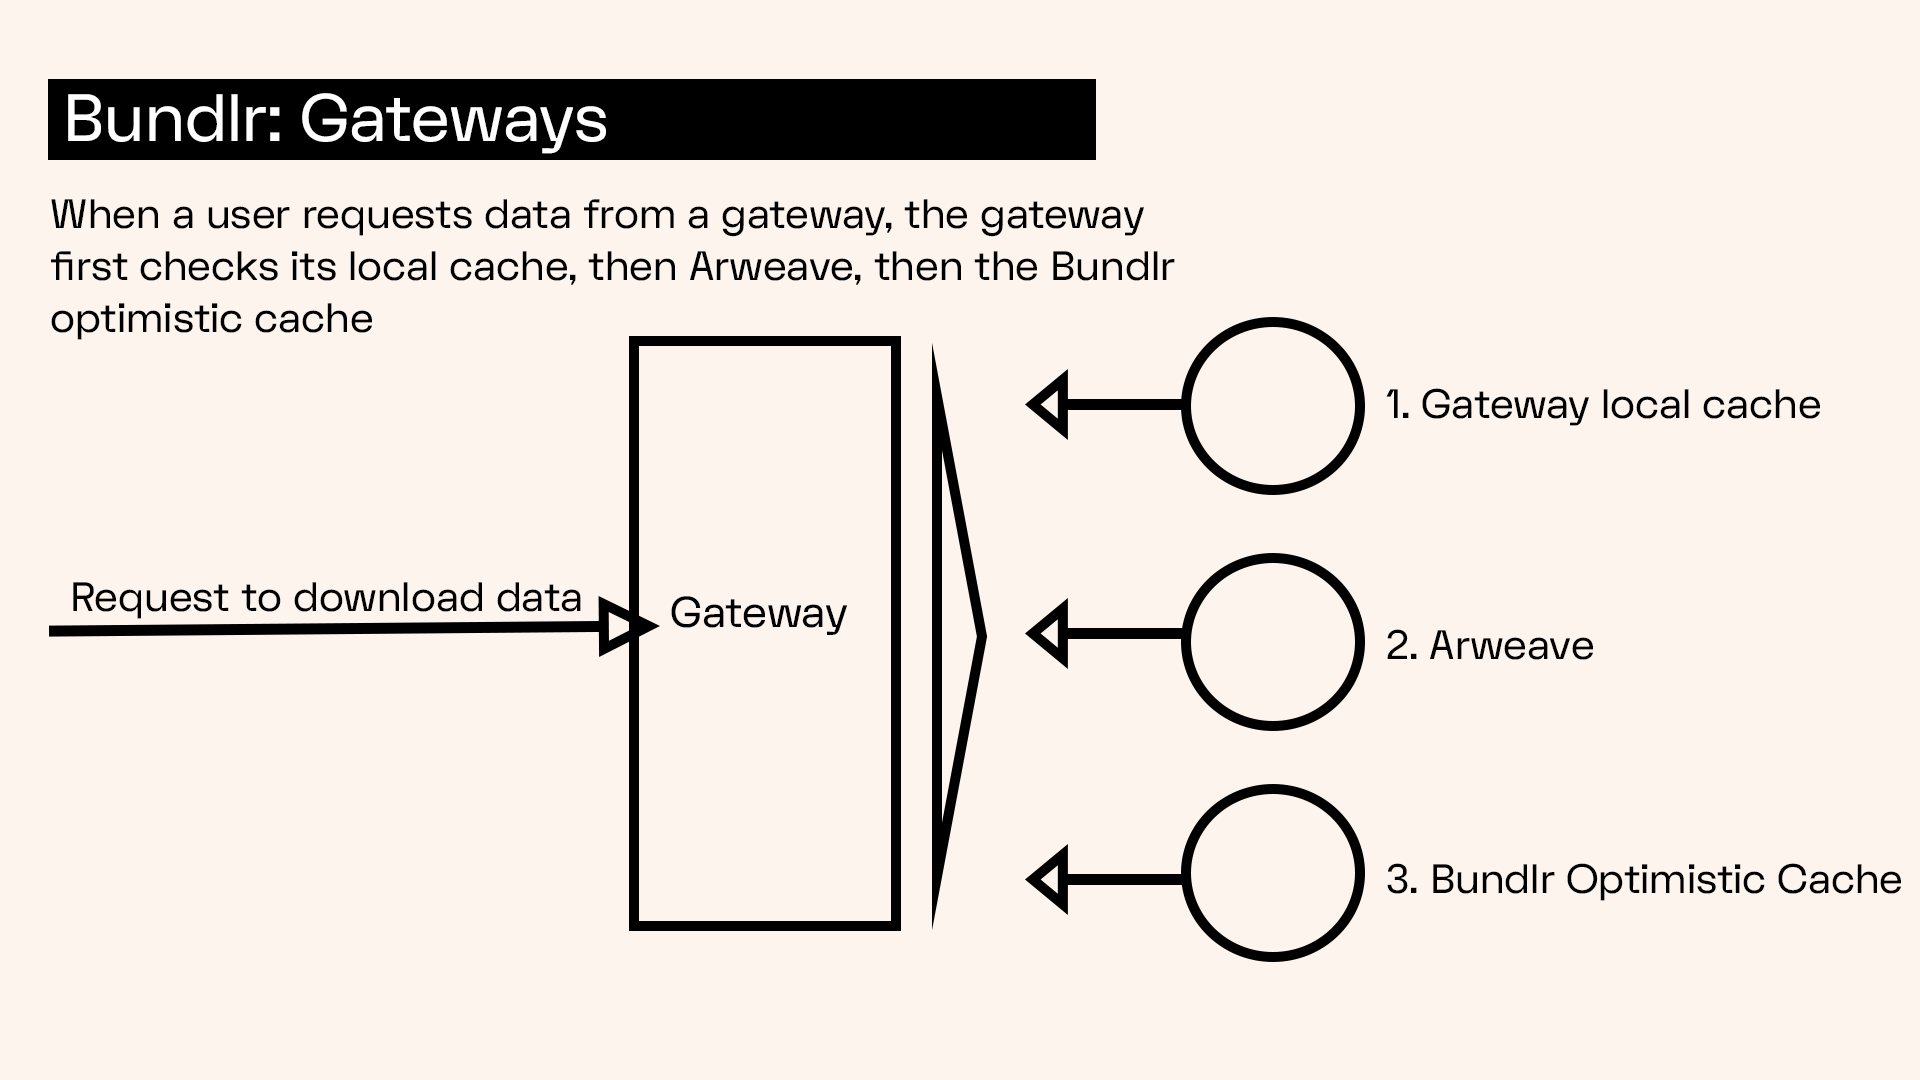 Bundlr: Gateways
When a user requests data from a gateway, the gateway
first checks its local cache, then Arweave, then the Bundlr
optimistic cache
1. Gateway local cache
Request to download data
Gateway
2. Arweave
3. Bundlr Optimistic Cache